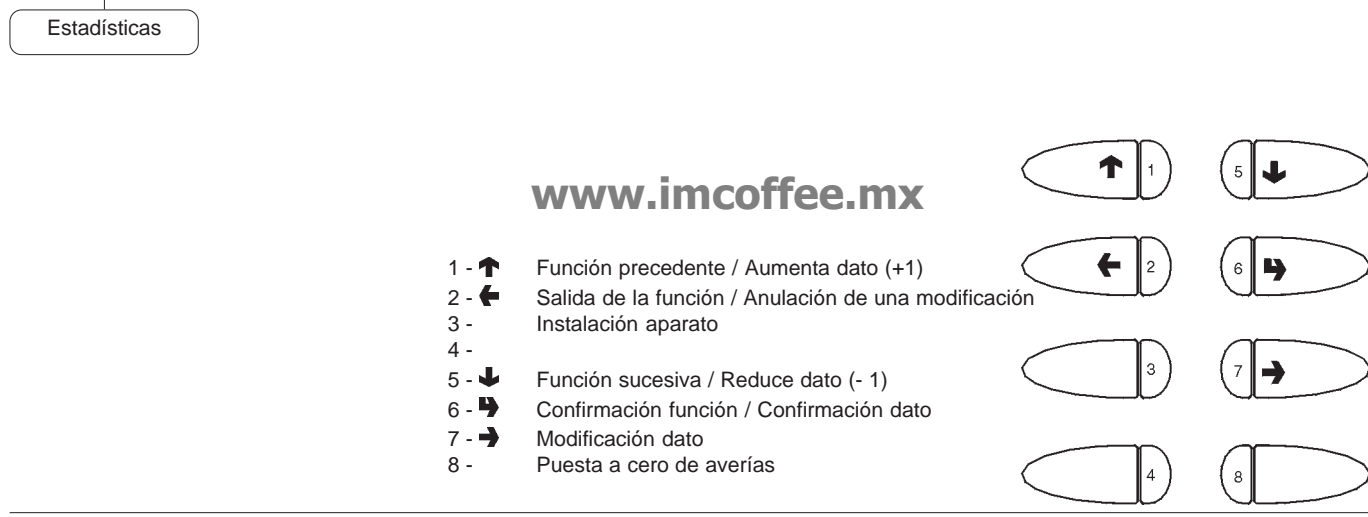 Estadísticas
www.imcoffee.mx
1 - ↑ Función precedente / Aumenta dato (+1)
2 - ← Salida de la función / Anulación de una modificación
3 - Instalación aparato
4 -
5 - ↓ Función sucesiva / Reduce dato (- 1)
6 - ↳ Confirmación función / Confirmación dato
7 - → Modificación dato
8 - Puesta a cero de averías
↑ 1
5 ↓
← 2
6 ↳
3
7 →
4
8